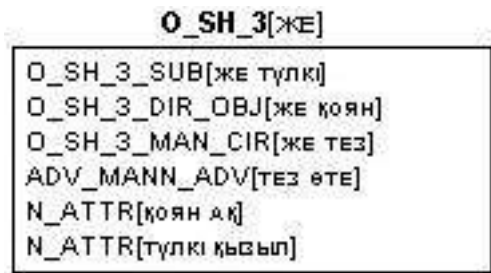 O_SH_3[же]
O_SH_3_SUB[же түлкі]
O_SH_3_DIR_OBJ[же қоян]
O_SH_3_MAN_CIR[же тез]
ADV_MANN_ADV[тез өте]
N_ATTR[қоян ақ]
N_ATTR[түлкі қызыл]